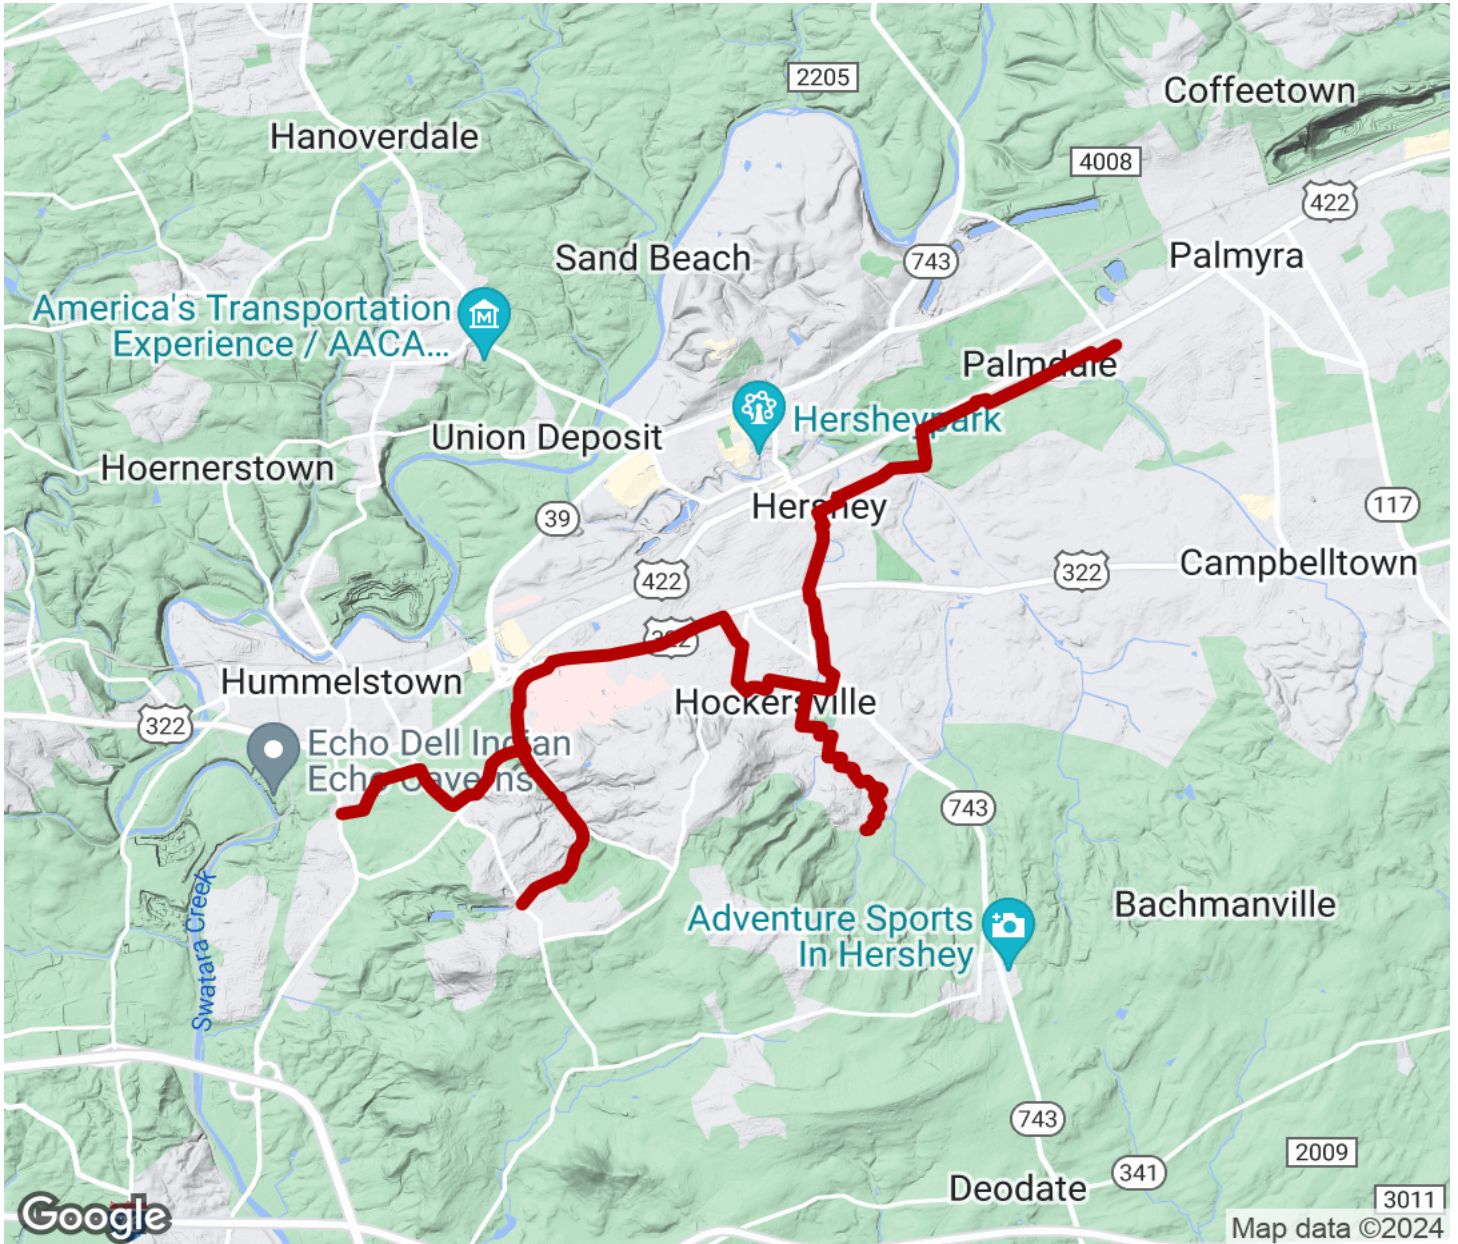 2205
Coffeetown
Hanoverdale
4008
422
Palmyra
Sand Beach
743
America's Transportation
Experience / AACA...
Palmdale
Hersheypark
Union Deposit
Hoernerstown
Hershey
117
39
422
322
Campbelltown
322
Hummelstown
Hockersville
322
Echo Dell Indian
Echo Caverns
743
Swatara Creek
Adventure Sports
In Hershey
Bachmanville
743
2009
341
Deodate
3011
Google
Map data ©2024